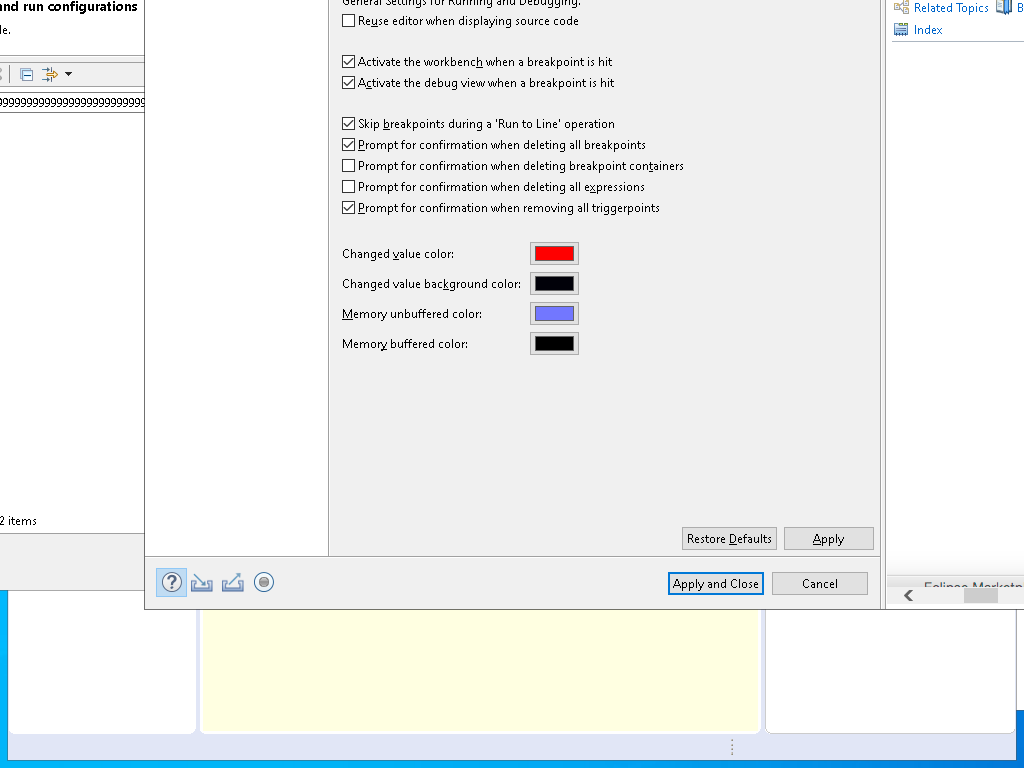 and run configurations
General Settings for Running and Debugging.
Related Topics
Reuse editor when displaying source code
Index
Activate the workbench when a breakpoint is hit
Activate the debug view when a breakpoint is hit
Skip breakpoints during a 'Run to Line' operation
Prompt for confirmation when deleting all breakpoints
Prompt for confirmation when deleting breakpoint containers
Prompt for confirmation when deleting all expressions
Prompt for confirmation when removing all triggerpoints
Changed value color:
Changed value background color:
Memory unbuffered color:
Memory buffered color:
2 items
Restore Defaults
Apply
Apply and Close
Cancel